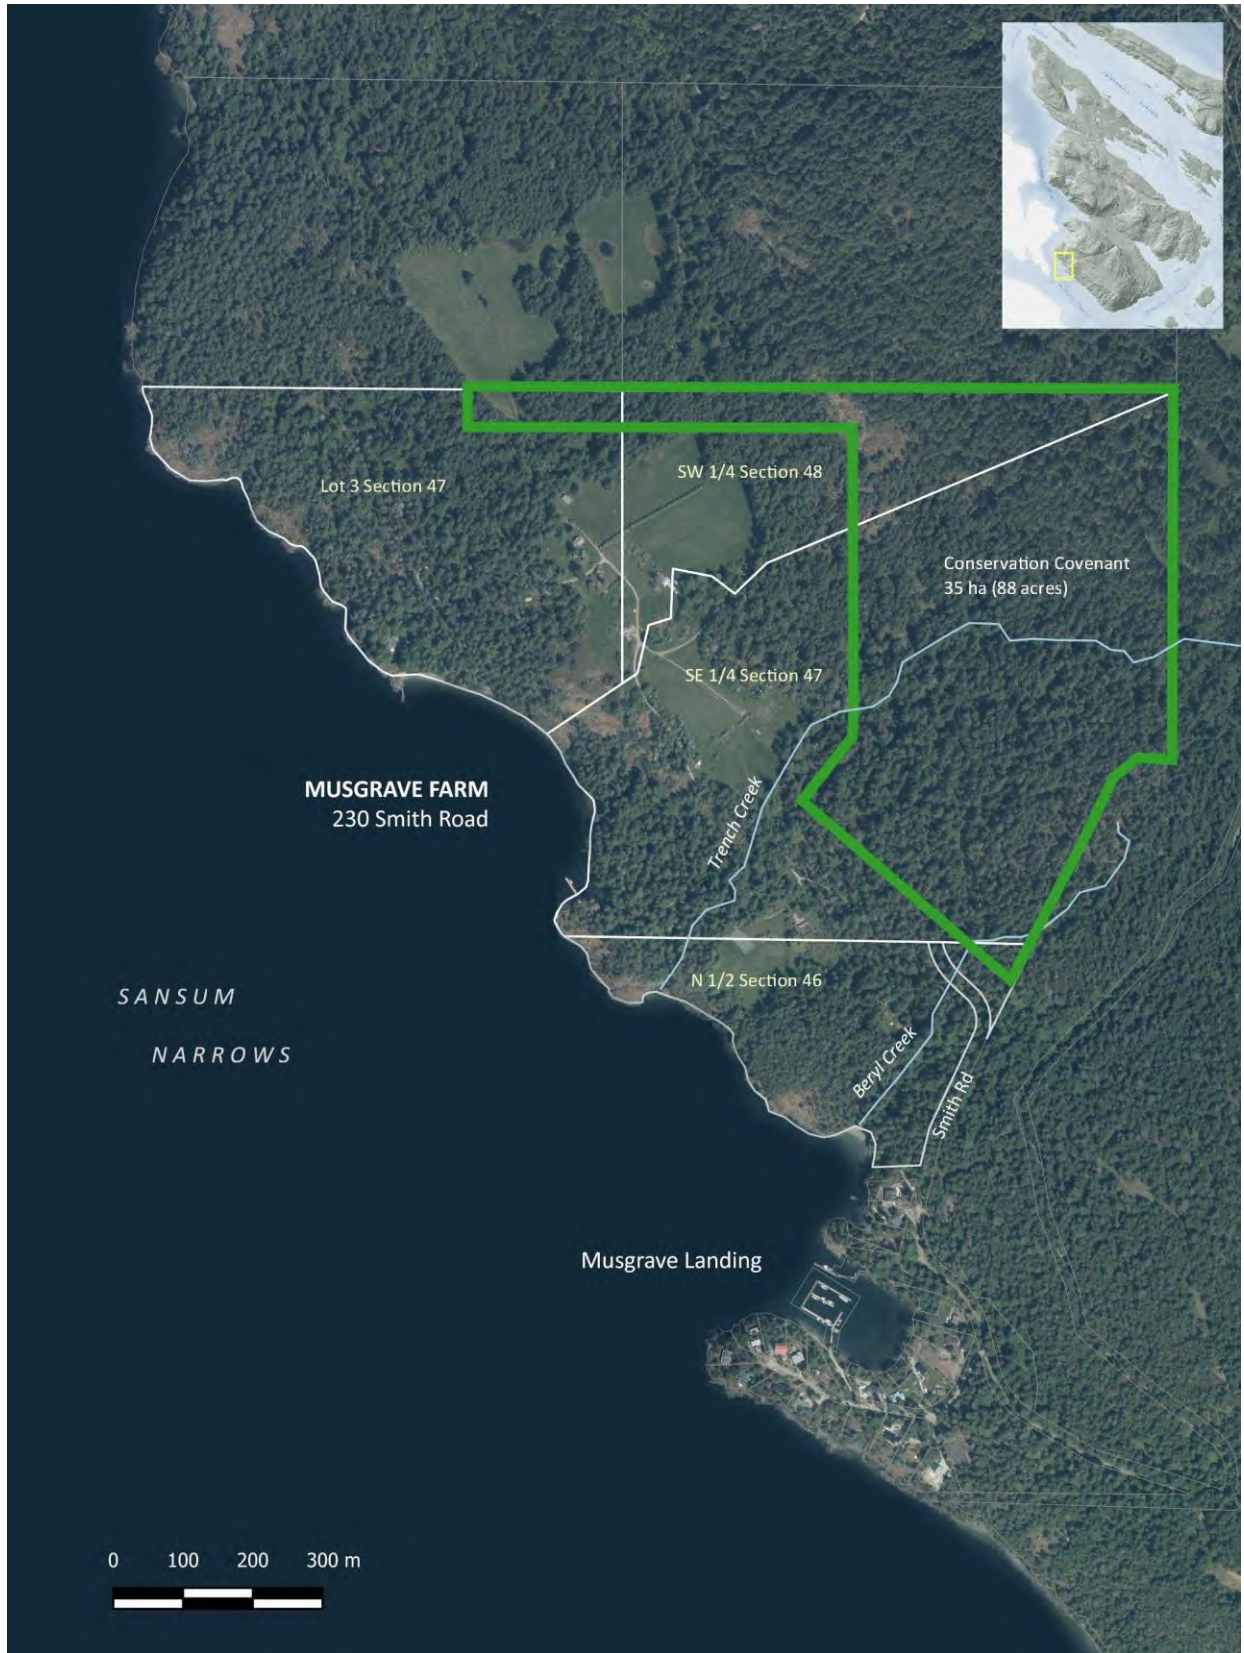 Lot 3 Section 47
SW 1/4 Section 48
Conservation Covenant
35 ha (88 acres)
SE 1/4 Section 47
MUSGRAVE FARM
230 Smith Road
Trench Creek
N 1/2 Section 46
SANSUM
NARROWS
Beryl Creek
Smith Rd
Musgrave Landing
0 100 200 300 m